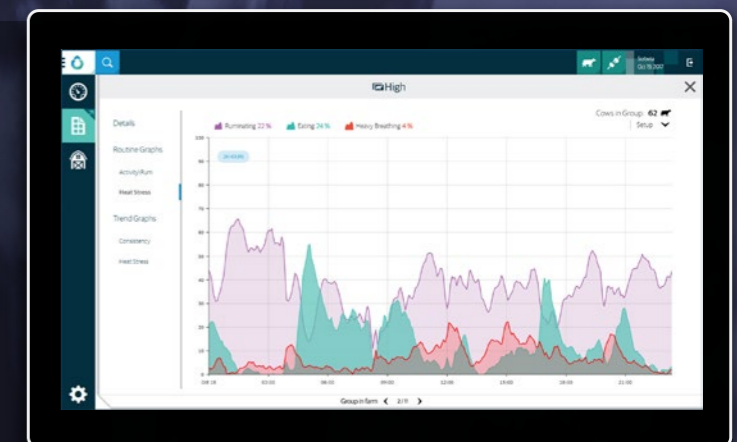 High
Cows in Group: 62
Setup
Details
Routine Graphs
Activity/Rum
Heat Stress
Trend Graphs
Consistency
Heat Stress
Ruminating 22 %
Eating 24 %
Heavy Breathing 4 %
24 HOURS
100
90
80
70
60
50
40
30
20
10
0
03:00
06:00
09:00
12:00
15:00
18:00
21:00
Group in farm